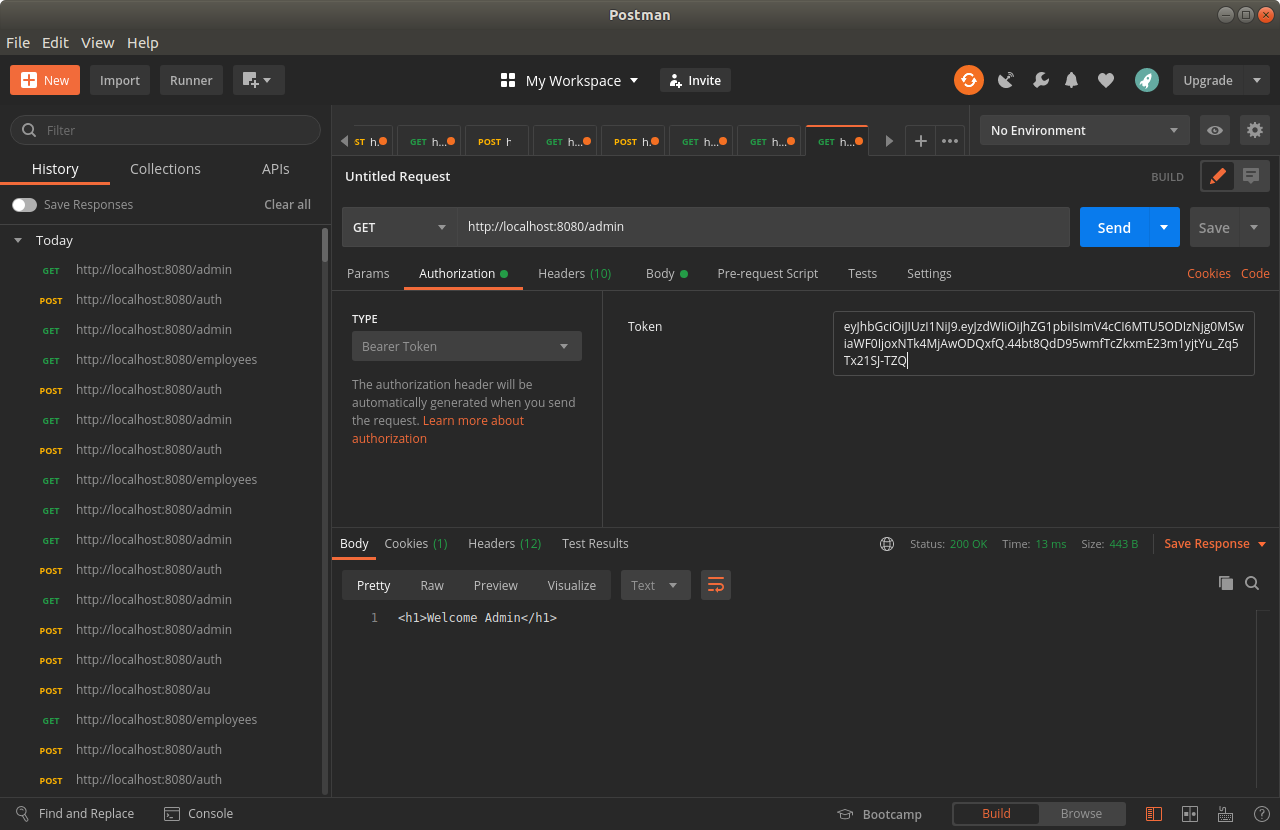 Postman
File Edit View Help
New Import Runner
My Workspace
Invite
Upgrade
Filter
History Collections APIs
Save Responses Clear all
Today
GET http://localhost:8080/admin
POST http://localhost:8080/auth
GET http://localhost:8080/admin
GET http://localhost:8080/employees
POST http://localhost:8080/auth
GET http://localhost:8080/admin
POST http://localhost:8080/auth
GET http://localhost:8080/employees
GET http://localhost:8080/admin
GET http://localhost:8080/admin
POST http://localhost:8080/auth
GET http://localhost:8080/admin
POST http://localhost:8080/admin
POST http://localhost:8080/auth
POST http://localhost:8080/au
GET http://localhost:8080/employees
POST http://localhost:8080/auth
POST http://localhost:8080/auth
ST h. GET h... POST h GET h... POST h. GET h... GET h... GET h...
No Environment
Untitled Request
BUILD
GET http://localhost:8080/admin
Send Save
Params Authorization Headers (10) Body Pre-request Script Tests Settings Cookies Code
TYPE
Bearer Token
The authorization header will be
automatically generated when you send
the request. Learn more about
authorization
Token
eyJhbGciOiJIUzI1NiJ9.eyJzdWIiOiJhZG1pbiIsImV4cCI6MTU5ODIzNjg0MSw
iaWF0IjoxNTk4MjAwODQxfQ.44bt8QdD95wmfTcZkxmE23m1yjtYu_Zq5
Tx21SJ-TZQ
Body Cookies (1) Headers (12) Test Results
Status: 200 OK Time: 13 ms Size: 443 B Save Response
Pretty Raw Preview Visualize Text
1 <h1>Welcome Admin</h1>
Find and Replace Console
Bootcamp Build Browse